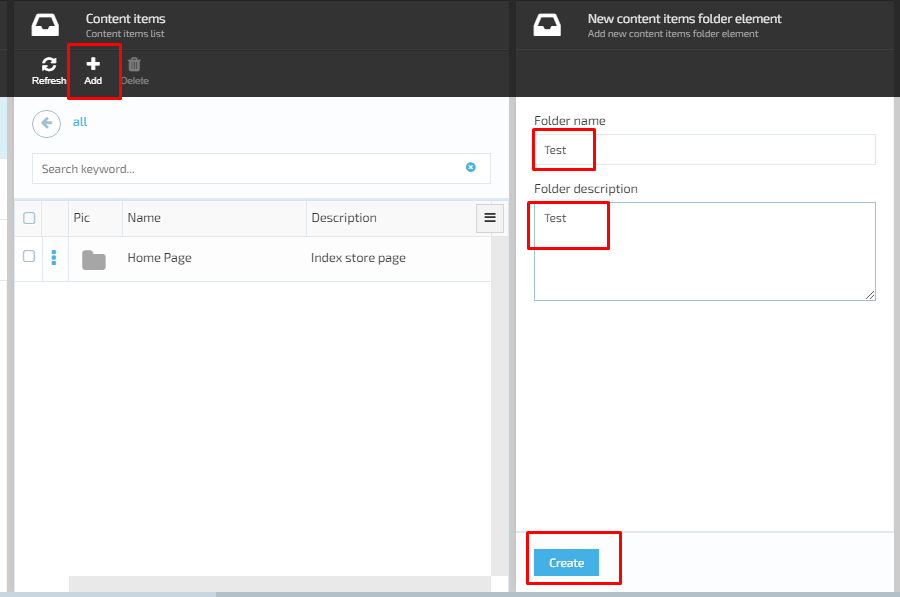 Content items
Content items list
Refresh
Add
Delete
all
Search keyword...
Pic Name Description
Home Page Index store page
New content items folder element
Add new content items folder element
Folder name
Test
Folder description
Test
Create